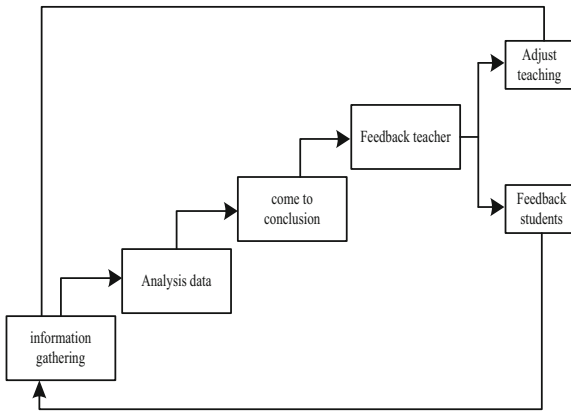 Adjust
teaching
Feedback teacher
come to
conclusion
Feedback
students
Analysis data
information
gathering